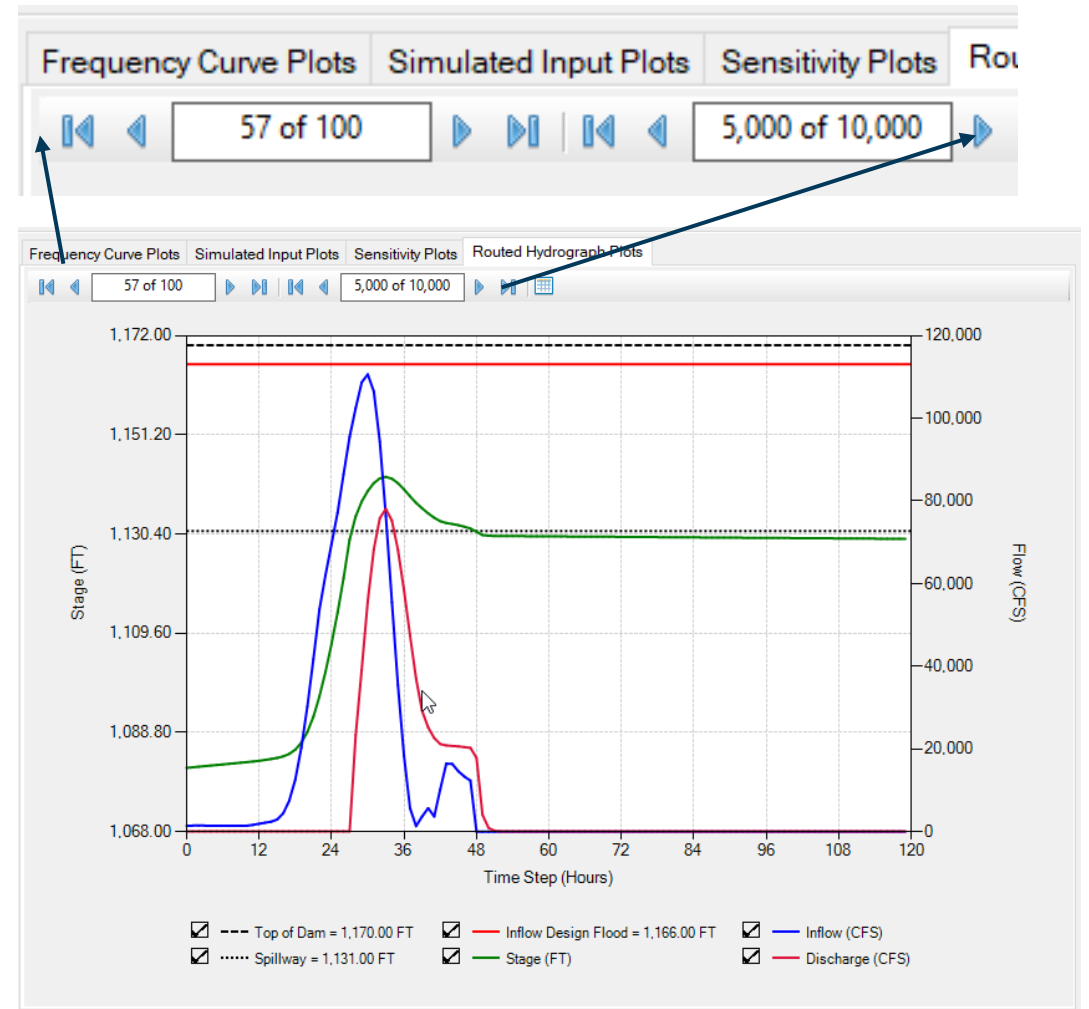 Frequency Curve Plots Simulated Input Plots Sensitivity Plots Rou
57 of 100 5,000 of 10,000
Frequency Curve Plots Simulated Input Plots Sensitivity Plots Routed Hydrograph Plots
57 of 100 5,000 of 10,000
1,172.00 120,000
100,000
1,151.20
80,000
1,130.40
Stage (FT) Flow (CFS)
60,000
1,109.60
40,000
1,088.80
20,000
1,068.00 0
0 12 24 36 48 60 72 84 96 108 120
Time Step (Hours)
Top of Dam = 1,170.00 FT Inflow Design Flood = 1,166.00 FT Inflow (CFS)
Spillway = 1,131.00 FT Stage (FT) Discharge (CFS)